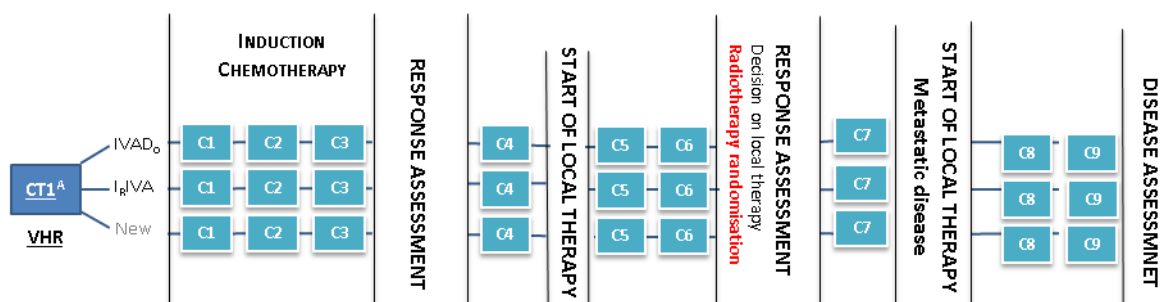 INDUCTION
CHEMOTHERAPY
RESPONSE ASSESSMENT
START OF LOCAL THERAPY
RESPONSE ASSESSMENT
Decision on local therapy
Radiotherapy randomisation
START OF LOCAL THERAPY
Metastatic disease
DISEASE ASSESSMNET
CT1A
VHR
IVADo C1 C2 C3 C4 C5 C6 C7 C8 C9
IRIVA C1 C2 C3 C4 C5 C6 C7 C8 C9
New C1 C2 C3 C4 C5 C6 C7 C8 C9